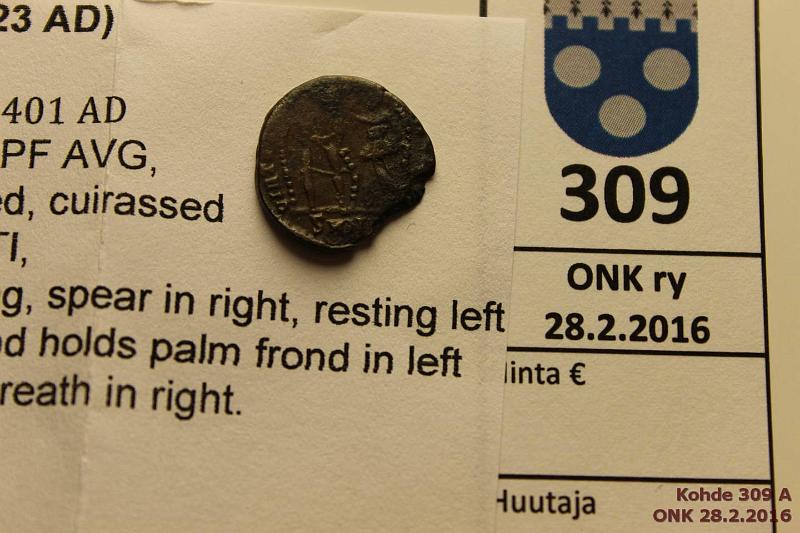 23 AD)
401 AD
PF AVG,
ed, cuirassed
TI,
g, spear in right, resting left
d holds palm frond in left
reath in right.
309
ONK ry
28.2.2016
inta €
Huutaja
Kohde 309 A
ONK 28.2.2016